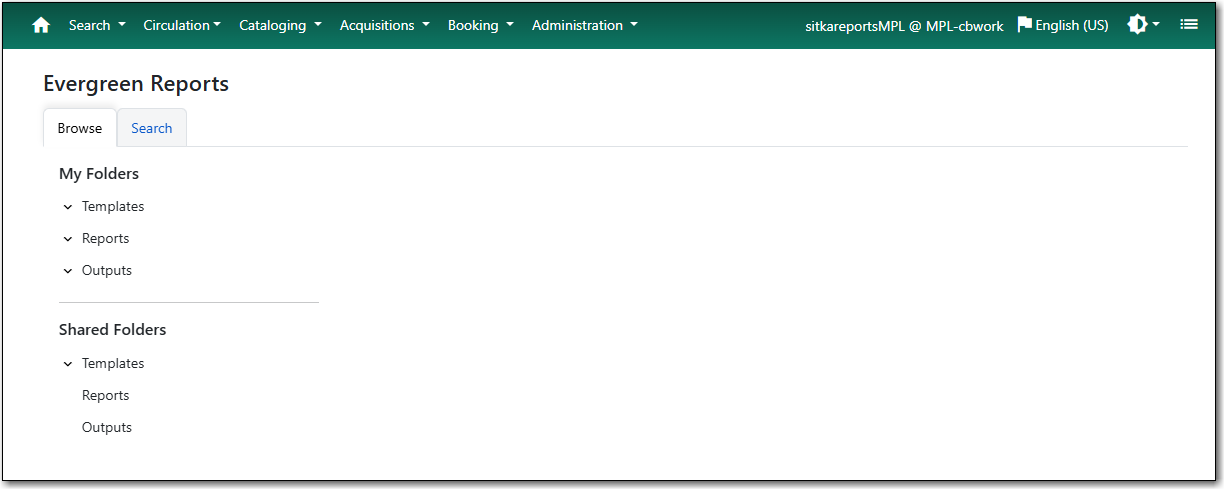 Search Circulation Cataloging Acquisitions Booking Administration sitkareportsMPL @ MPL-cbwork English (US)
Evergreen Reports
Browse Search
My Folders
Templates
Reports
Outputs
Shared Folders
Templates
Reports
Outputs